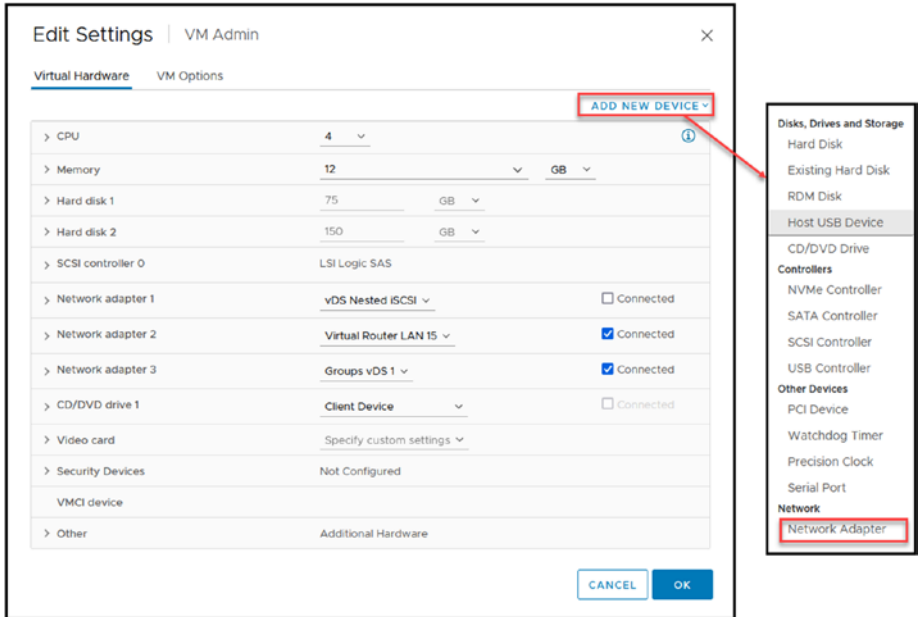 Edit Settings | VM Admin
Virtual Hardware VM Options
ADD NEW DEVICE
CPU 4
Memory 12 GB
Hard disk 1 75 GB
Hard disk 2 150 GB
SCSI controller 0 LSI Logic SAS
Network adapter 1 vDS Nested iSCSI Connected
Network adapter 2 Virtual Router LAN 15 Connected
Network adapter 3 Groups vDS 1 Connected
CD/DVD drive 1 Client Device Connected
Video card Specify custom settings
Security Devices Not Configured
VMCI device
Other Additional Hardware
CANCEL OK
Disks, Drives and Storage
Hard Disk
Existing Hard Disk
RDM Disk
Host USB Device
CD/DVD Drive
Controllers
NVMe Controller
SATA Controller
SCSI Controller
USB Controller
Other Devices
PCI Device
Watchdog Timer
Precision Clock
Serial Port
Network
Network Adapter